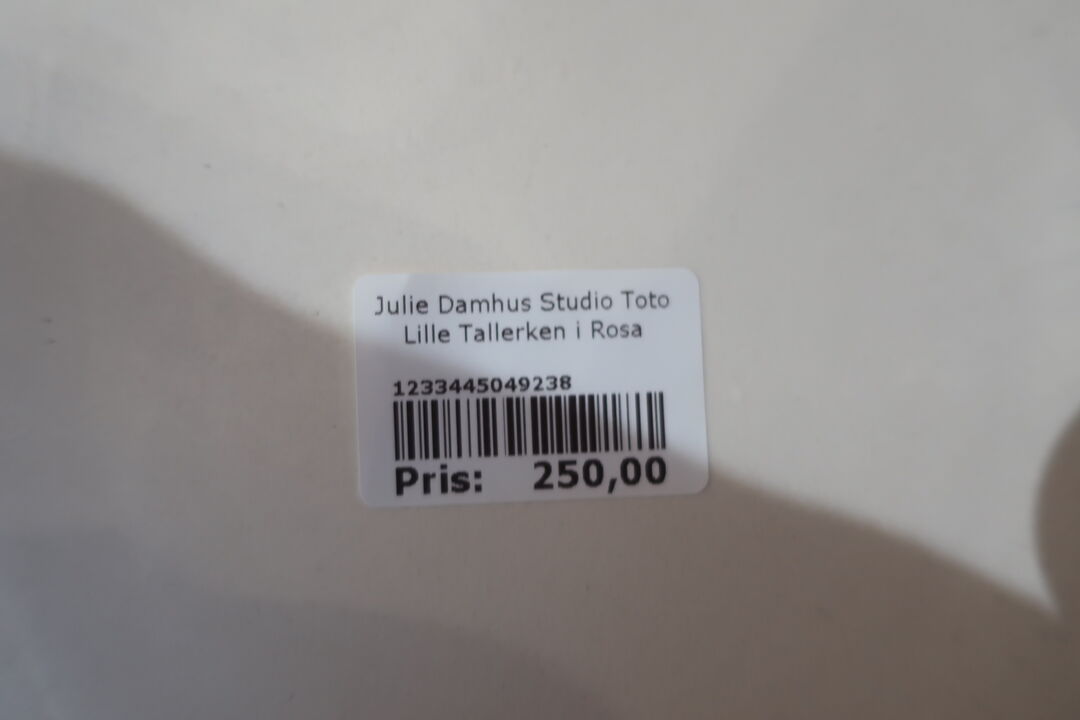 Julie Damhus Studio Toto
Lille Tallerken i Rosa
1233445049238
Pris: 250,00